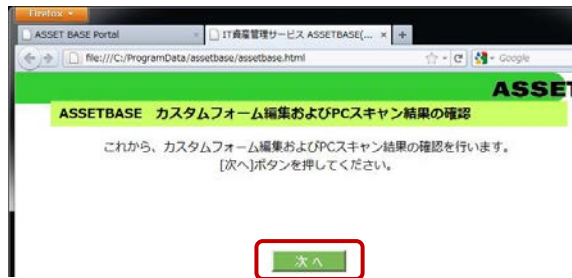 Firefox
ASSET BASE Portal
IT資産管理サービス ASSETBASE(...
file:///C:/ProgramData/assetbase/assetbase.html
Google
ASSET
ASSETBASE カスタムフォーム編集およびPCスキャン結果の確認
これから、カスタムフォーム編集およびPCスキャン結果の確認を行います。
[次へ]ボタンを押してください。
次 へ